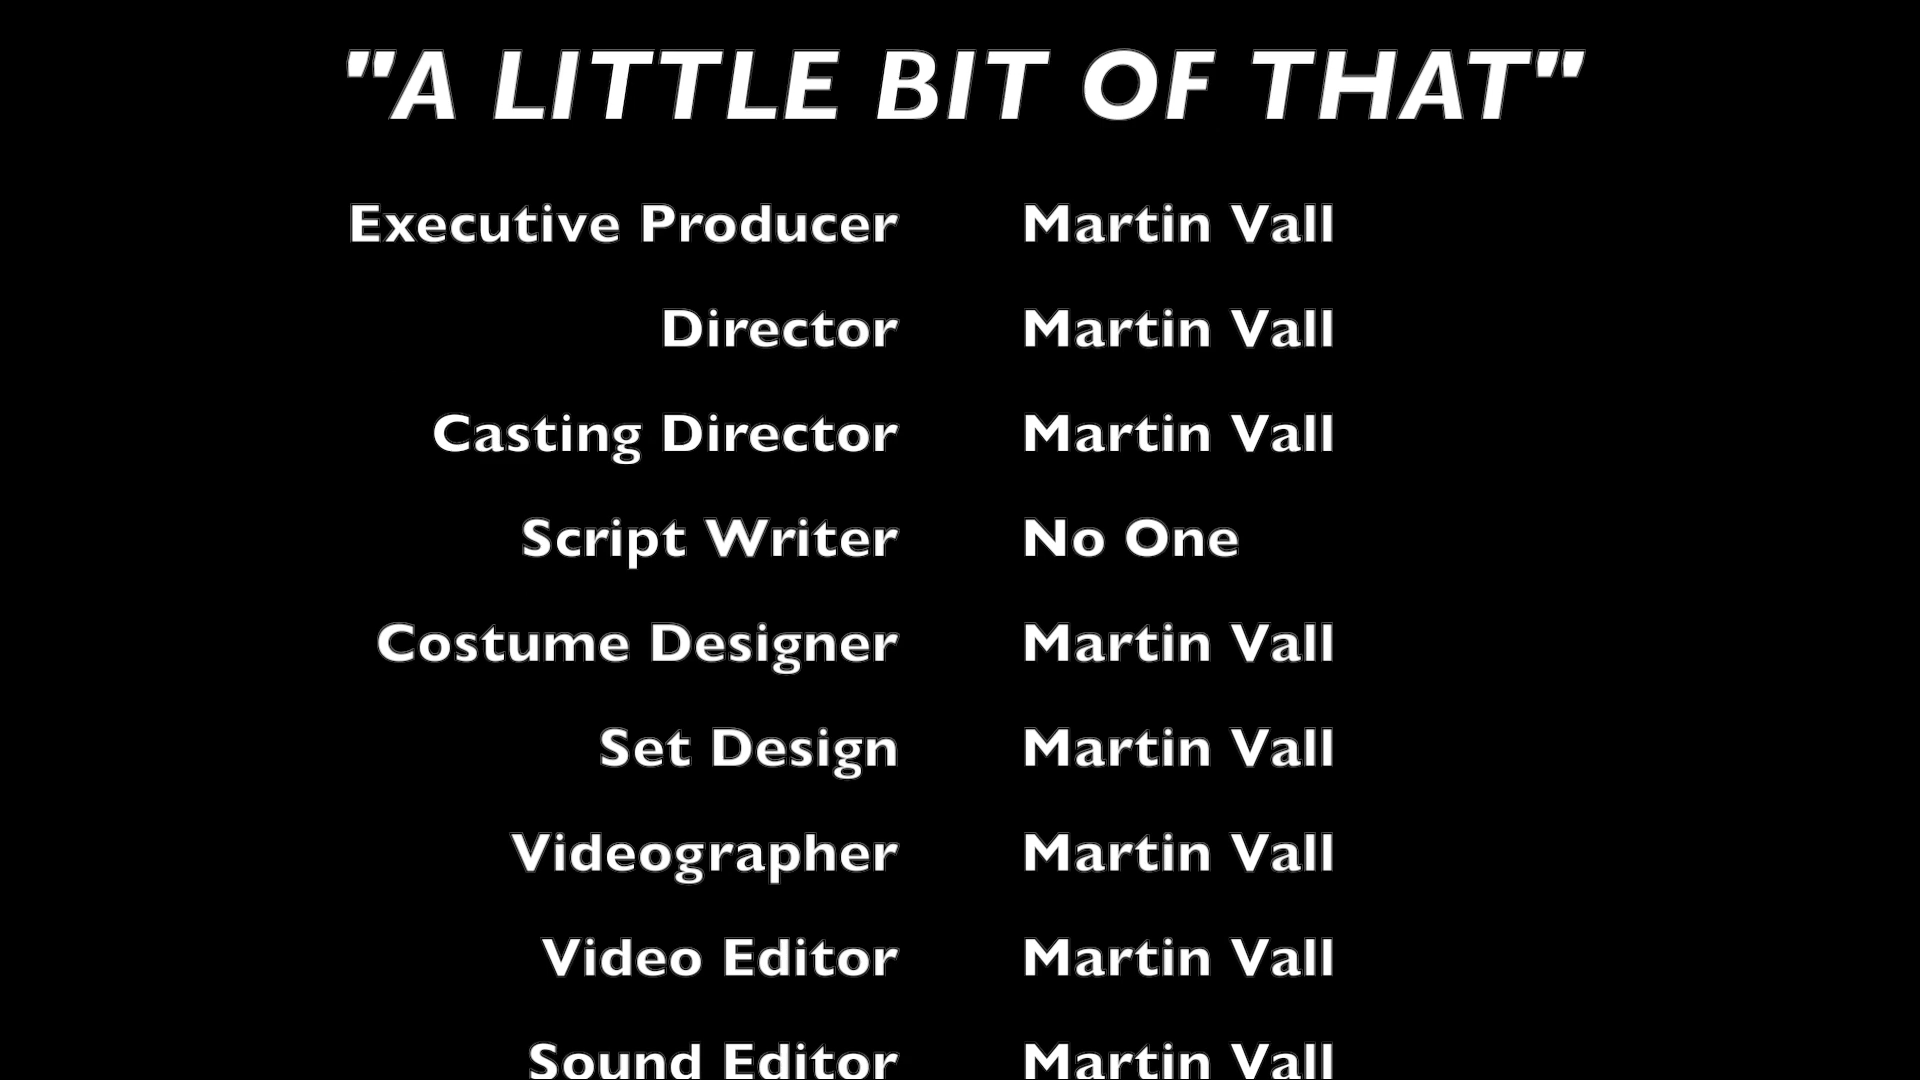 "A LITTLE BIT OF THAT"
Executive Producer Martin Vall
Director Martin Vall
Casting Director Martin Vall
Script Writer No One
Costume Designer Martin Vall
Set Design Martin Vall
Videographer Martin Vall
Video Editor Martin Vall
Sound Editor Martin Vall